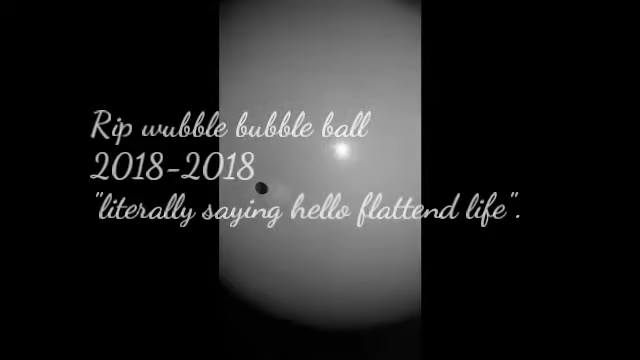 Rip wubble bubble ball
2018-2018
"literally saying hello flattend life".